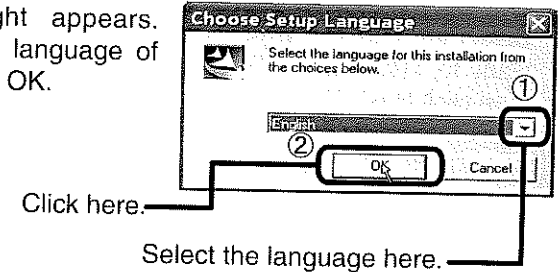 ght appears.
language of
OK.
Choose Setup Language
Select the language for this installation from
the choices below.
①
English
②
OK
Cancel
Click here.
Select the language here.